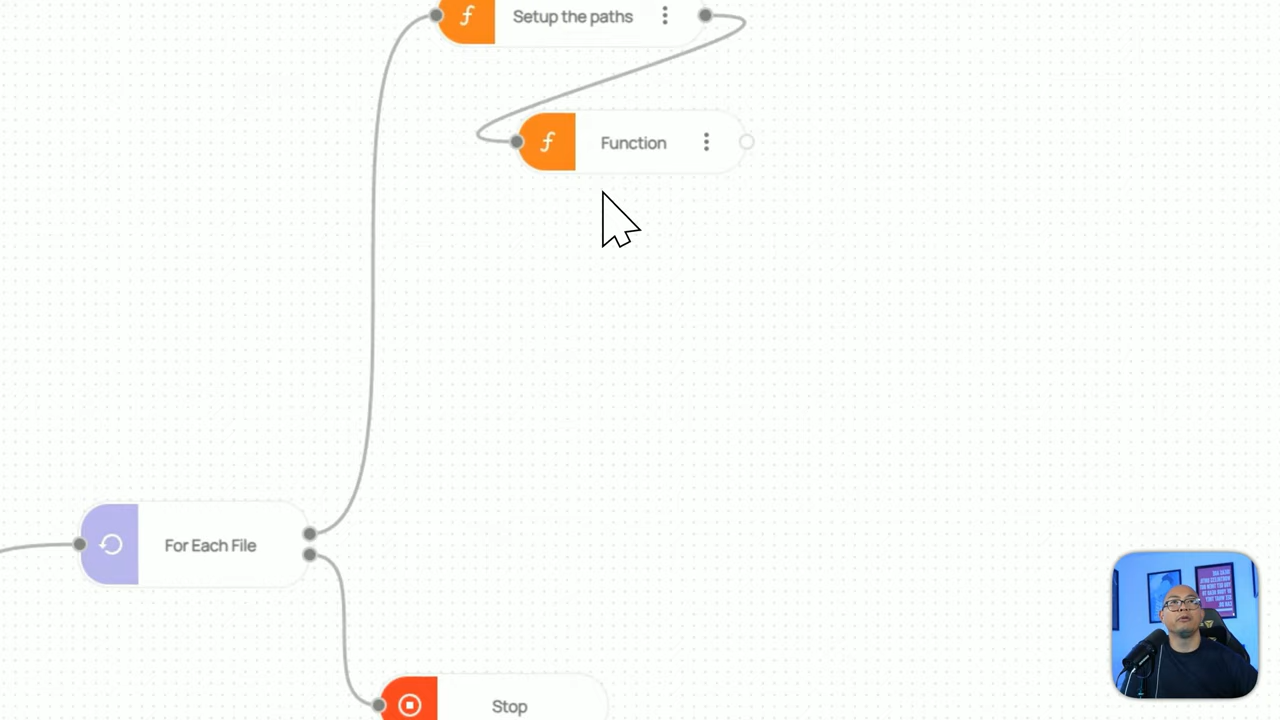 Setup the paths
Function
For Each File
Stop